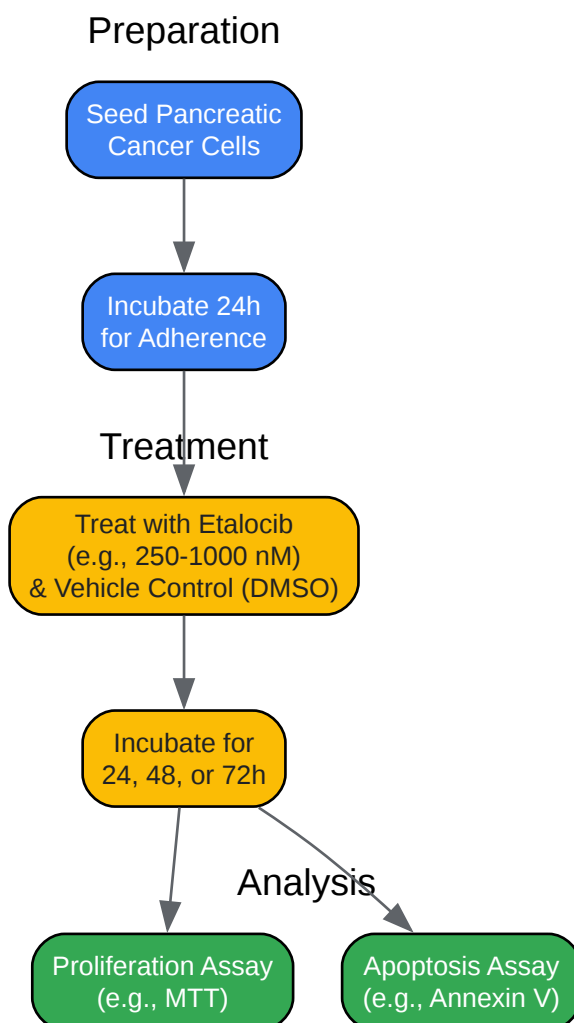 Preparation
Seed Pancreatic
Cancer Cells
Incubate 24h
for Adherence
Treatment
Treat with Etalocib
(e.g., 250-1000 nM)
& Vehicle Control (DMSO)
Incubate for
24, 48, or 72h
Analysis
Proliferation Assay
(e.g., MTT)
Apoptosis Assay
(e.g., Annexin V)